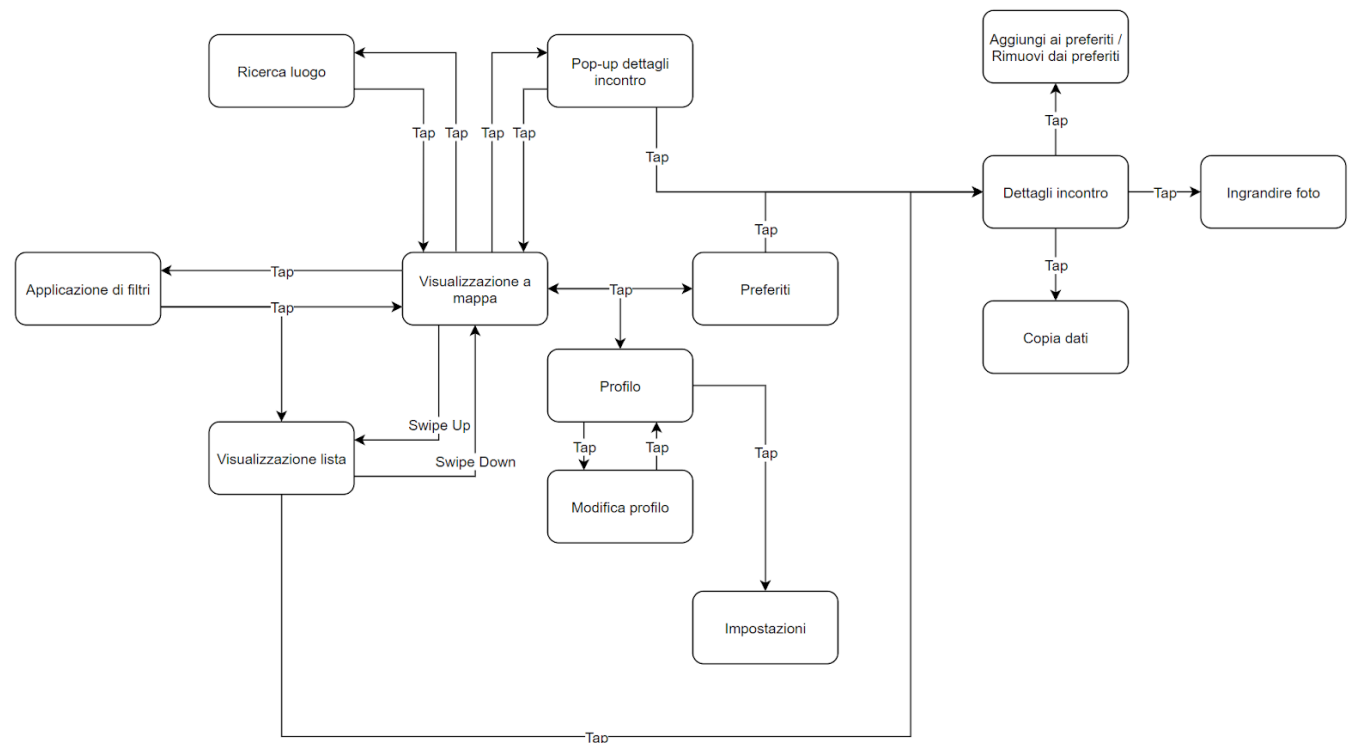 Aggiungi ai preferiti /
Rimuovi dai preferiti
Ricerca luogo
Pop-up dettagli
incontro
Tap
Tap
Tap
Tap
Tap
Tap
Dettagli incontro
Tap
Ingrandire foto
Tap
Tap
Applicazione di filtri
Tap
Tap
Visualizzazione a
mappa
Tap
Preferiti
Copia dati
Profilo
Swipe Up
Visualizzazione lista
Swipe Down
Tap
Tap
Tap
Modifica profilo
Impostazioni
Tap